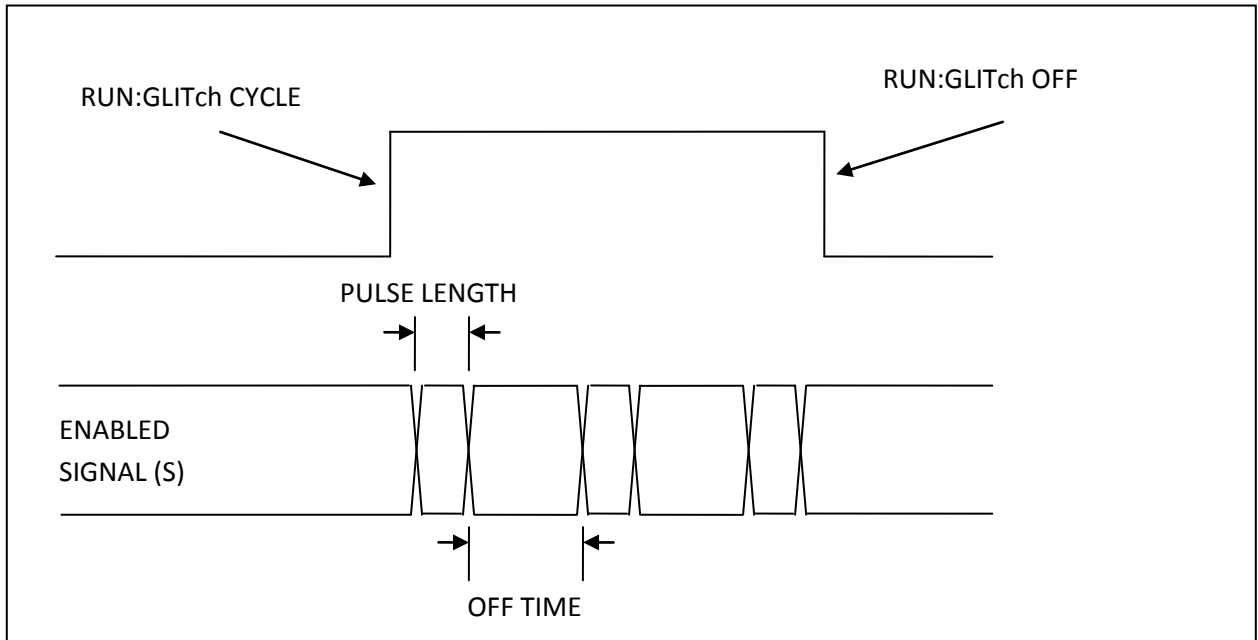 RUN:GLITch CYCLE
RUN:GLITch OFF
PULSE LENGTH
ENABLED
SIGNAL (S)
OFF TIME